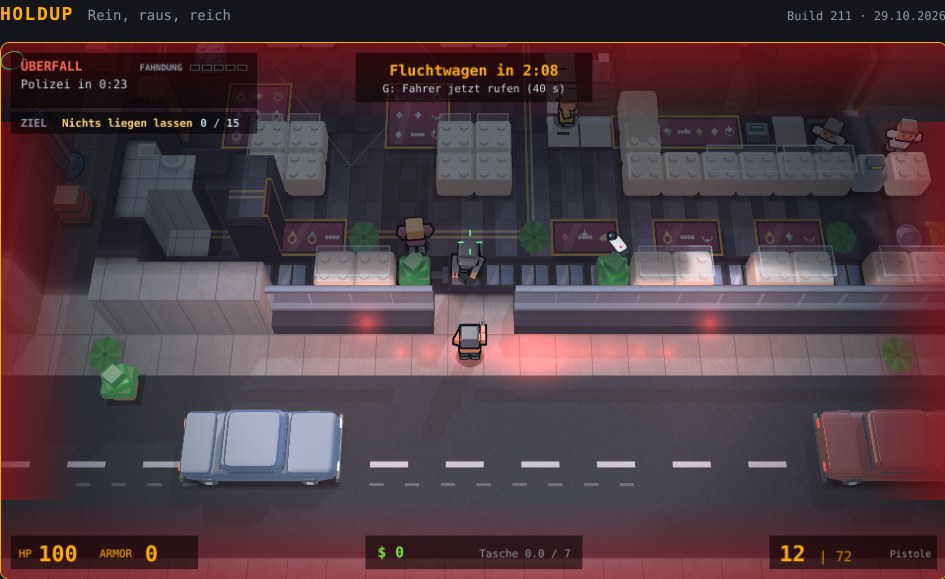 HOLDUP Rein, raus, reich
Build 211 · 29.10.2026
ÜBERFALL FAHNDUNG
Polizei in 0:23
ZIEL Nichts liegen lassen 0 / 15
Fluchtwagen in 2:08
G: Fahrer jetzt rufen (40 s)
HP 100 ARMOR 0
$ 0 Tasche 0.0 / 7
12 | 72 Pistole